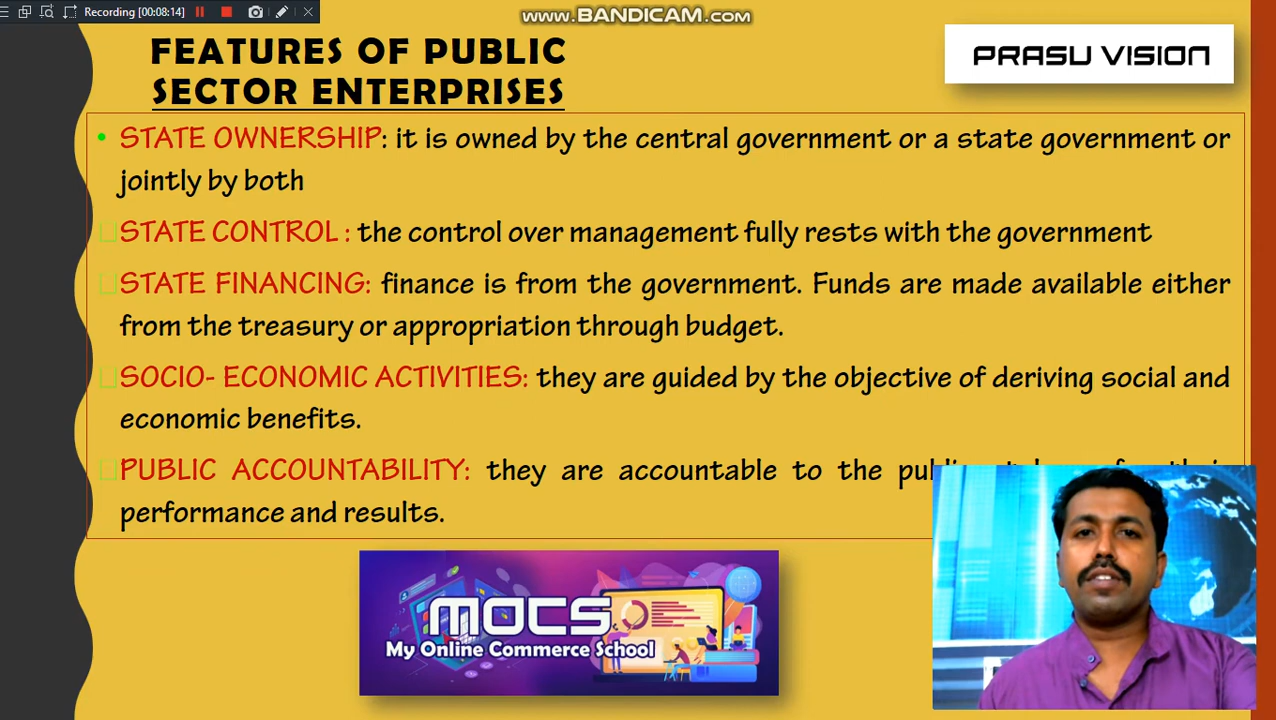 Recording [00:08:14]
www.BANDICAM.com
FEATURES OF PUBLIC
SECTOR ENTERPRISES
PRASU VISION
• STATE OWNERSHIP: it is owned by the central government or a state government or
jointly by both
STATE CONTROL : the control over management fully rests with the government
STATE FINANCING: finance is from the government. Funds are made available either
from the treasury or appropriation through budget.
SOCIO- ECONOMIC ACTIVITIES: they are guided by the objective of deriving social and
economic benefits.
PUBLIC ACCOUNTABILITY: they are accountable to the
performance and results.
MOCS
My Online Commerce School